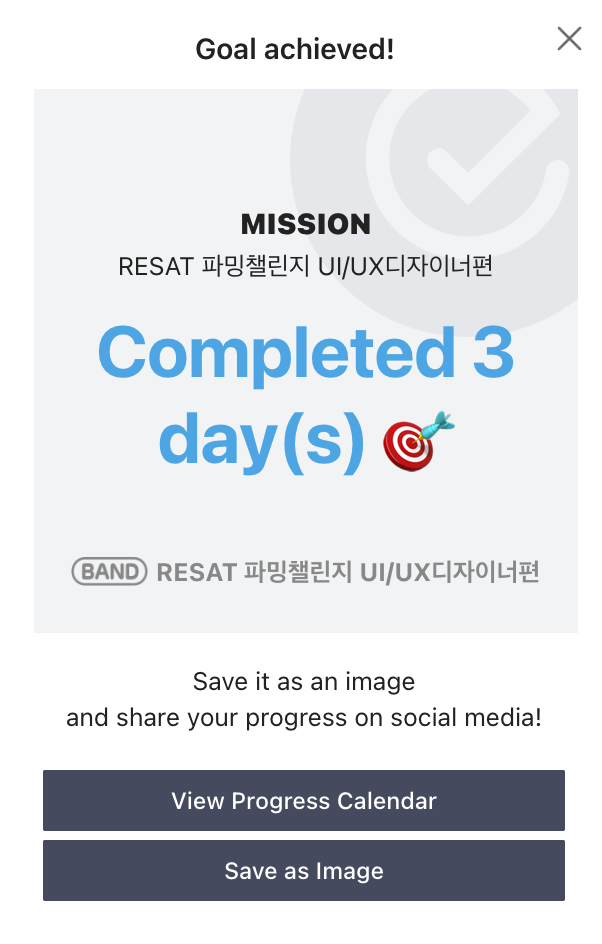 Goal achieved!
MISSION
RESAT 파밍챌린지 UI/UX디자이너편
Completed 3
day(s) 🎯
BAND RESAT 파밍챌린지 UI/UX디자이너편
Save it as an image
and share your progress on social media!
View Progress Calendar
Save as Image